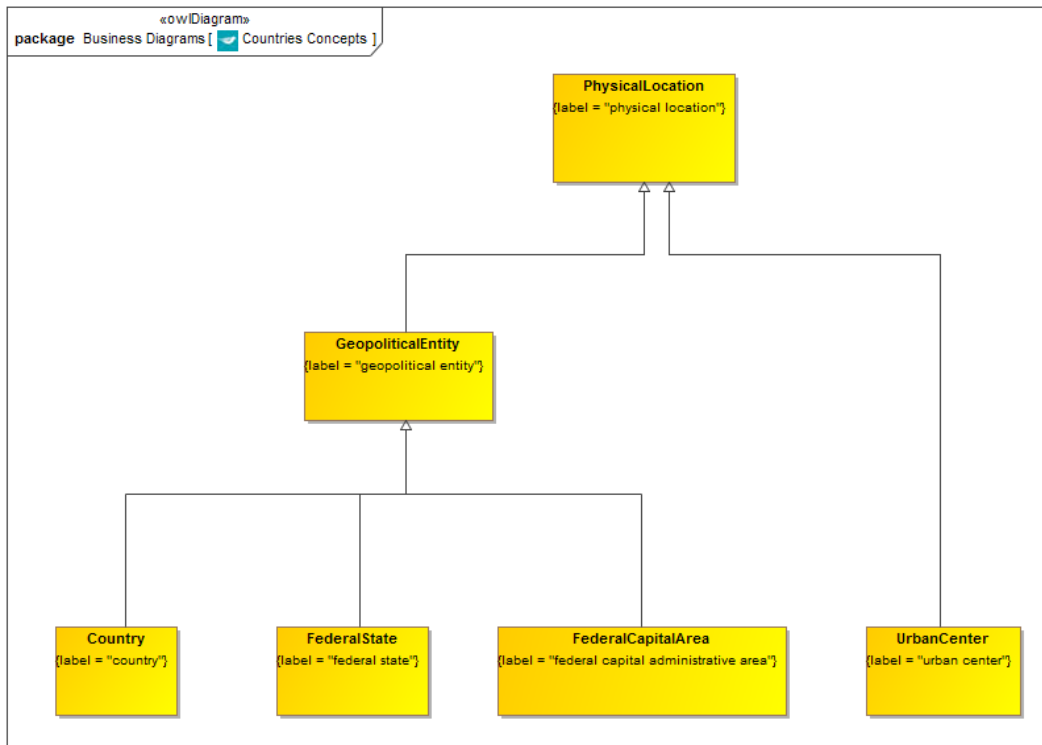 «owlDiagram»
package Business Diagrams [ Countries Concepts ]
PhysicalLocation
{label = "physical location"}
GeopoliticalEntity
{label = "geopolitical entity"}
Country
{label = "country"}
FederalState
{label = "federal state"}
FederalCapitalArea
{label = "federal capital administrative area"}
UrbanCenter
{label = "urban center"}